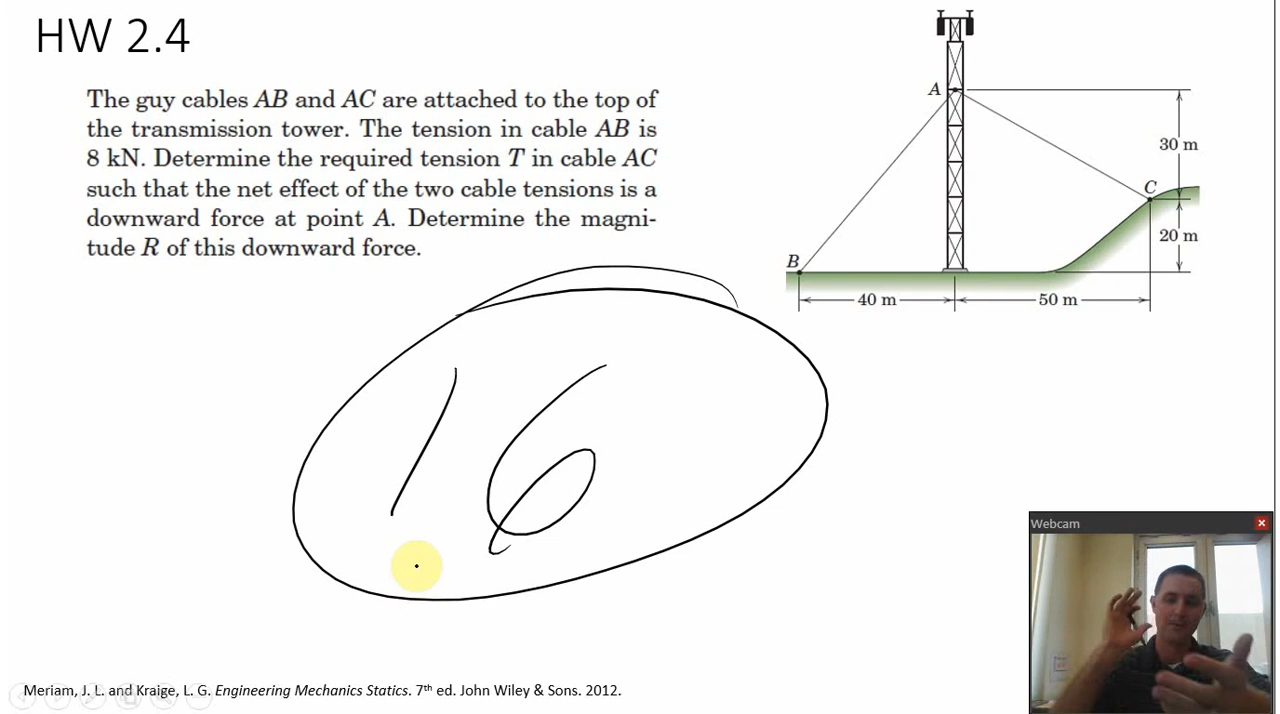 HW 2.4
The guy cables AB and AC are attached to the top of
the transmission tower. The tension in cable AB is
8 kN. Determine the required tension T in cable AC
such that the net effect of the two cable tensions is a
downward force at point A. Determine the magni-
tude R of this downward force.
A
30 m
C
20 m
B
40 m
50 m
16
Webcam
Meriam, J. L. and Kraige, L. G. Engineering Mechanics Statics. 7th ed. John Wiley & Sons. 2012.